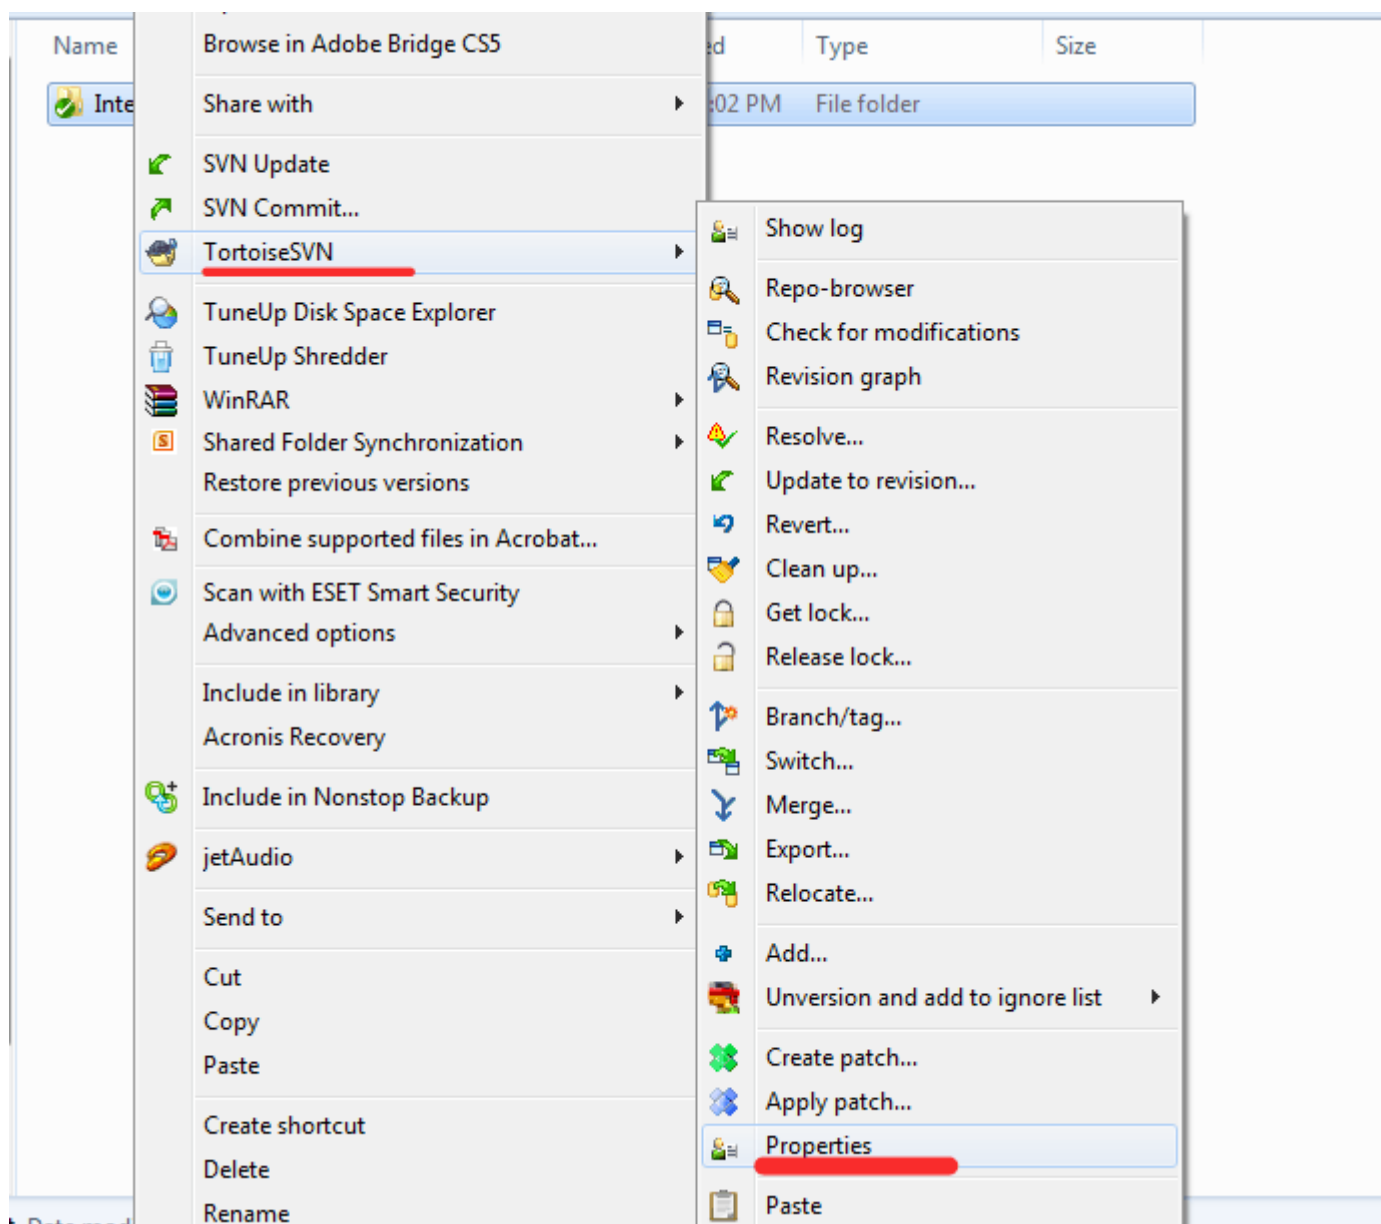 Name
Type
Size
Inte
:02 PM
File folder
Browse in Adobe Bridge CS5
Share with
SVN Update
SVN Commit...
TortoiseSVN
TuneUp Disk Space Explorer
TuneUp Shredder
WinRAR
Shared Folder Synchronization
Restore previous versions
Combine supported files in Acrobat...
Scan with ESET Smart Security
Advanced options
Include in library
Acronis Recovery
Include in Nonstop Backup
jetAudio
Send to
Cut
Copy
Paste
Create shortcut
Delete
Rename
Show log
Repo-browser
Check for modifications
Revision graph
Resolve...
Update to revision...
Revert...
Clean up...
Get lock...
Release lock...
Branch/tag...
Switch...
Merge...
Export...
Relocate...
Add...
Unversion and add to ignore list
Create patch...
Apply patch...
Properties
Paste